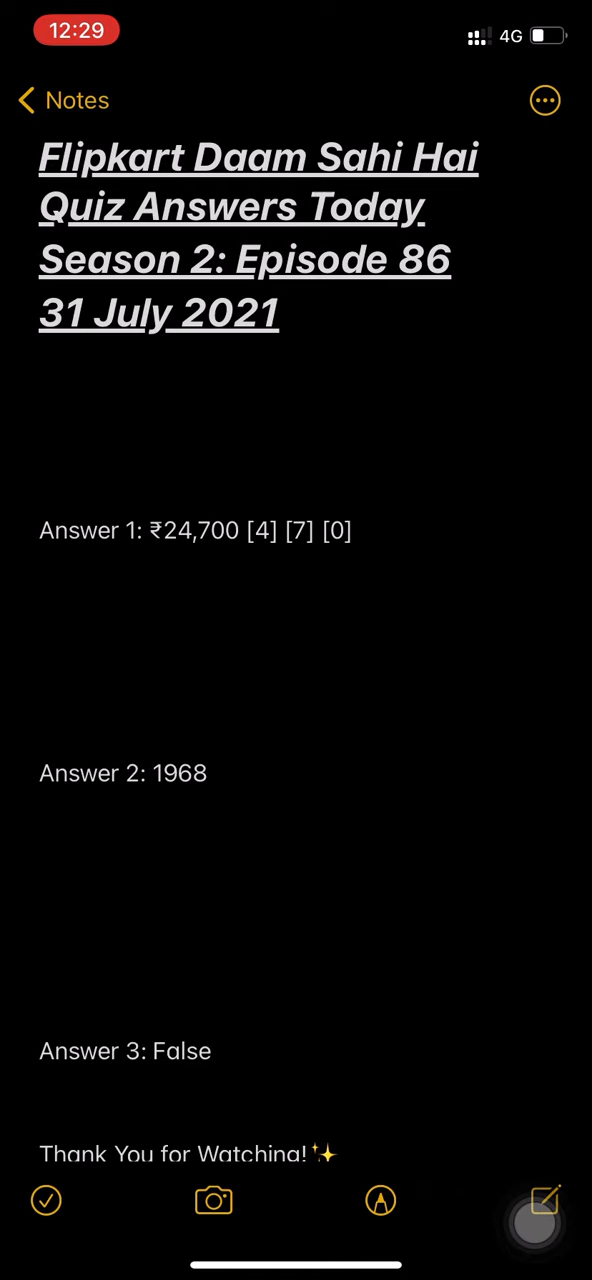 12:29
4G
Notes
Flipkart Daam Sahi Hai
Quiz Answers Today
Season 2: Episode 86
31 July 2021
Answer 1: ₹24,700 [4] [7] [0]
Answer 2: 1968
Answer 3: False
Thank You for Watching!✨